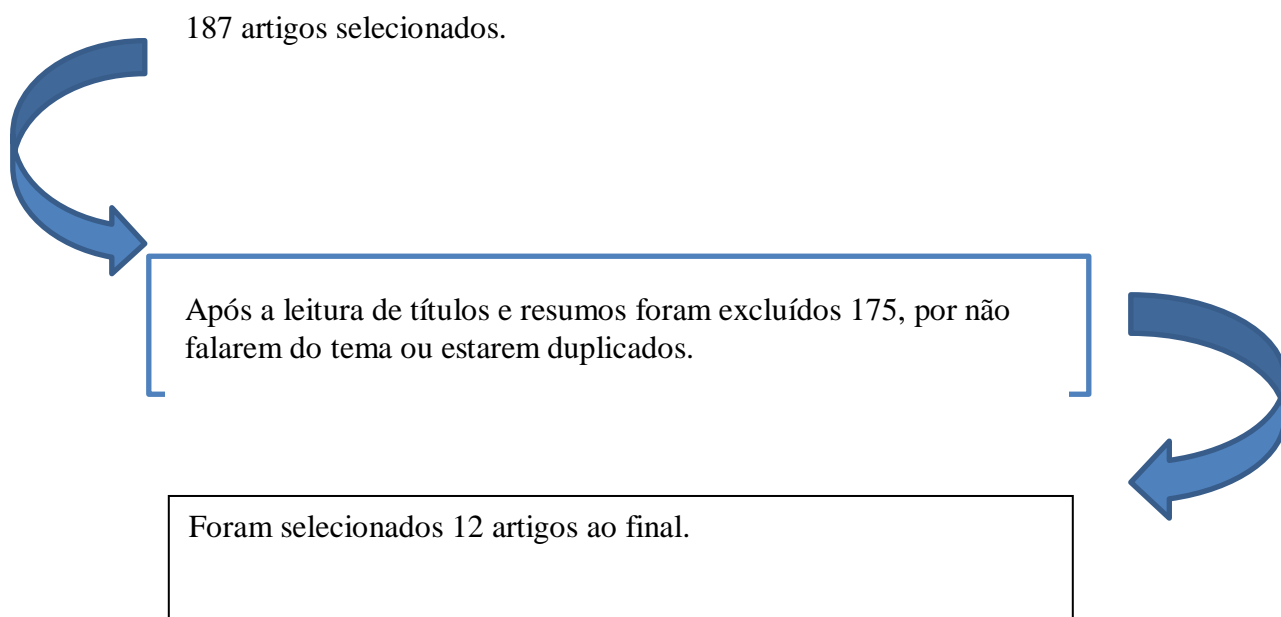 187 artigos selecionados.
Após a leitura de títulos e resumos foram excluídos 175, por não
falarem do tema ou estarem duplicados.
Foram selecionados 12 artigos ao final.